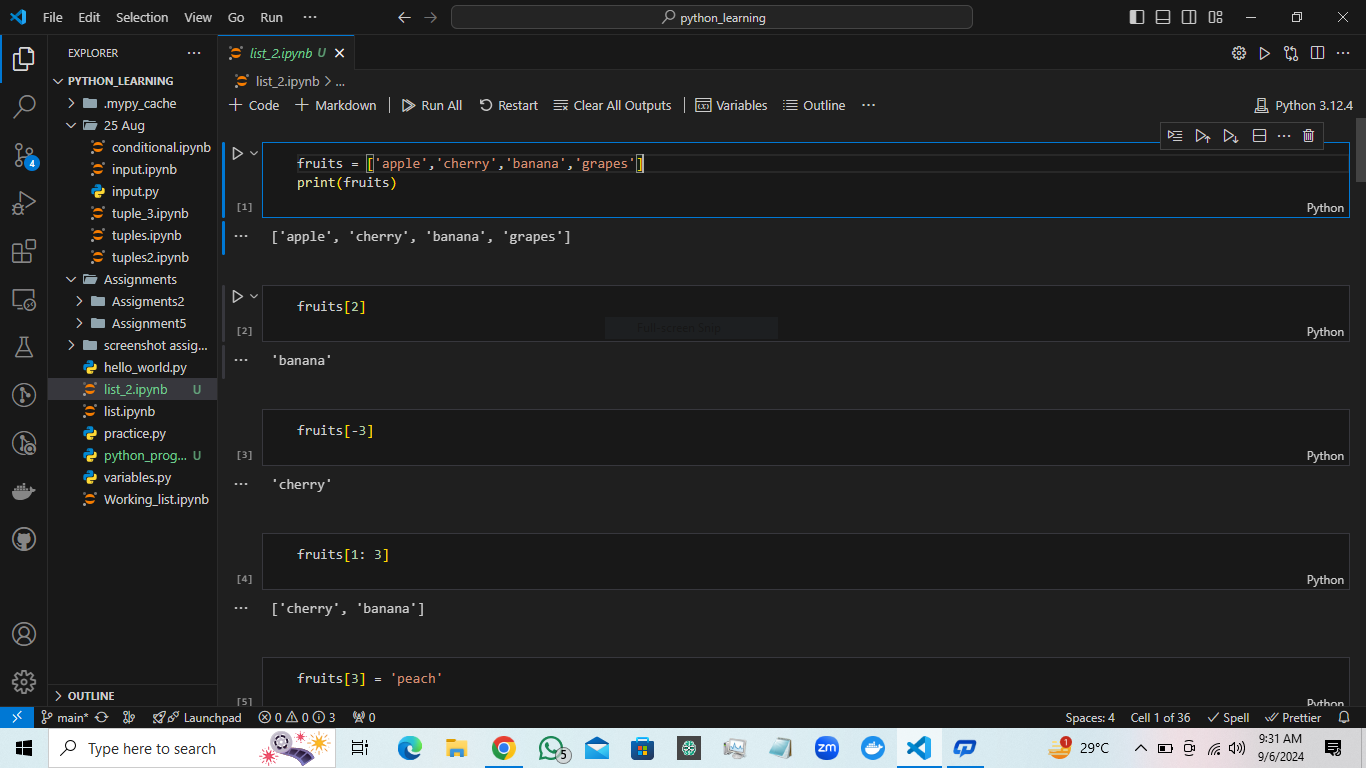 File Edit Selection View Go Run ··· python_learning
EXPLORER ···
PYTHON_LEARNING
.mypy_cache
25 Aug
conditional.ipynb
input.ipynb
input.py
tuple_3.ipynb
tuples.ipynb
tuples2.ipynb
Assignments
Assigments2
Assignment5
screenshot assig...
hello_world.py
list_2.ipynb U
list.ipynb
practice.py
python_prog... U
variables.py
Working_list.ipynb
OUTLINE
list_2.ipynb U
list_2.ipynb > ...
+ Code + Markdown Run All Restart Clear All Outputs Variables Outline ··· Python 3.12.4
fruits = ['apple','cherry','banana','grapes']
print(fruits)
[1] Python
['apple', 'cherry', 'banana', 'grapes']
fruits[2]
Full-screen Snip
[2] Python
'banana'
fruits[-3]
[3] Python
'cherry'
fruits[1: 3]
[4] Python
['cherry', 'banana']
fruits[3] = 'peach'
[5] Python
4
main* Launchpad 0 0 3 0 Spaces: 4 Cell 1 of 36 Spell Prettier
Type here to search 5 zm 1 29°C 9:31 AM
9/6/2024